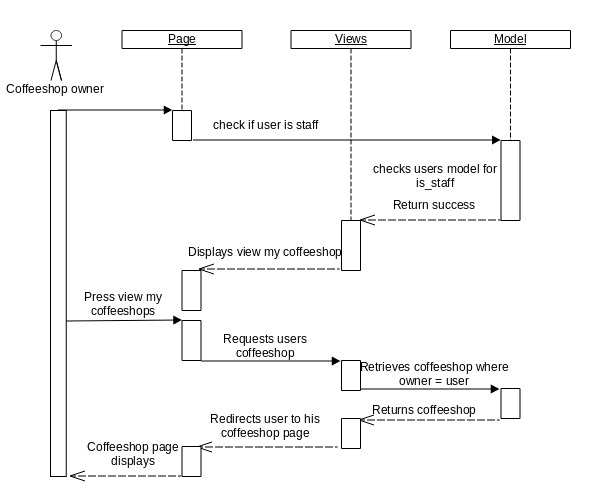 Page
Views
Model
Coffeeshop owner
check if user is staff
checks users model for
is_staff
Return success
Displays view my coffeeshop
Press view my
coffeeshops
Requests users
coffeeshop
Retrieves coffeeshop where
owner = user
Returns coffeeshop
Redirects user to his
coffeeshop page
Coffeeshop page
displays